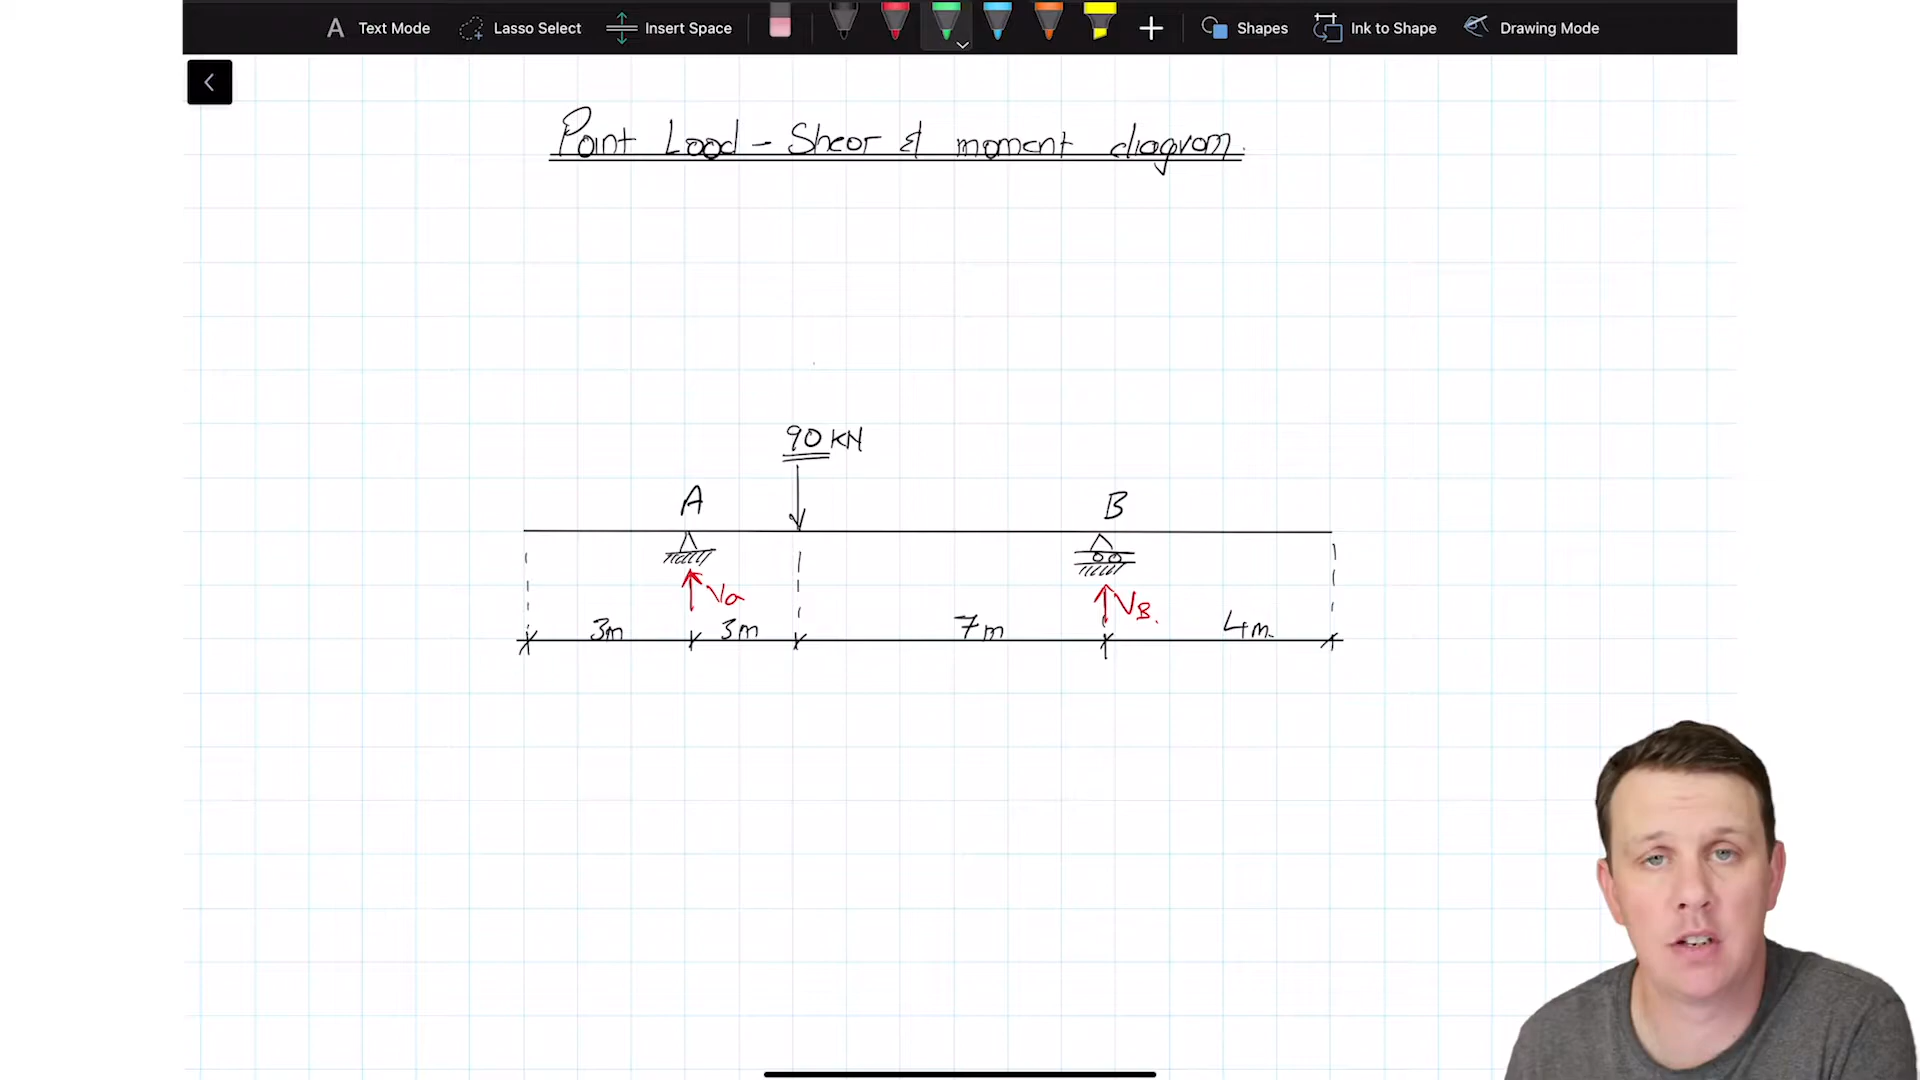 Text Mode Lasso Select Insert Space Shapes Ink to Shape Drawing Mode
Point Load - Shear & moment diagram.
90 KN
A
B
Va
VB.
3m 3m 7m 4m.